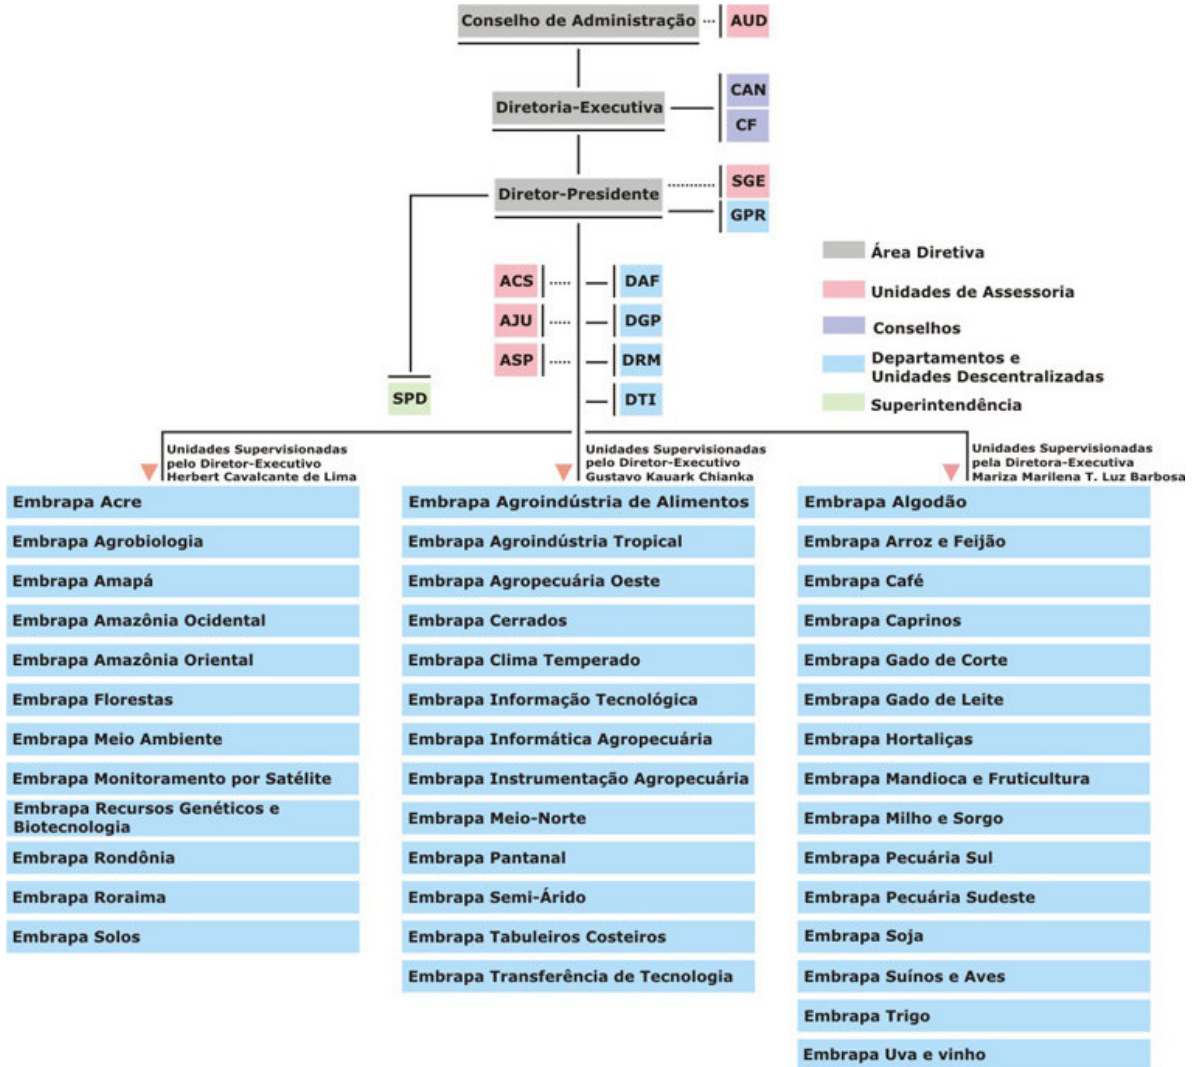 Conselho de Administração
AUD
CAN
Diretoria-Executiva
CF
SGE
Diretor-Presidente
GPR
Área Diretiva
Unidades de Assessoria
Conselhos
Departamentos e
Unidades Descentralizadas
Superintendência
ACS
DAF
AJU
DGP
ASP
DRM
SPD
DTI
Unidades Supervisionadas
pelo Diretor-Executivo
Herbert Cavalcante de Lima
Embrapa Acre
Embrapa Agrobiologia
Embrapa Amapá
Embrapa Amazônia Ocidental
Embrapa Amazônia Oriental
Embrapa Florestas
Embrapa Meio Ambiente
Embrapa Monitoramento por Satélite
Embrapa Recursos Genéticos e
Biotecnologia
Embrapa Rondônia
Embrapa Roraima
Embrapa Solos
Unidades Supervisionadas
pelo Diretor-Executivo
Gustavo Kauark Chianka
Embrapa Agroindústria de Alimentos
Embrapa Agroindústria Tropical
Embrapa Agropecuária Oeste
Embrapa Cerrados
Embrapa Clima Temperado
Embrapa Informação Tecnológica
Embrapa Informática Agropecuária
Embrapa Instrumentação Agropecuária
Embrapa Meio-Norte
Embrapa Pantanal
Embrapa Semi-Árido
Embrapa Tabuleiros Costeiros
Embrapa Transferência de Tecnologia
Unidades Supervisionadas
pela Diretora-Executiva
Mariza Marilena T. Luz Barbosa
Embrapa Algodão
Embrapa Arroz e Feijão
Embrapa Café
Embrapa Caprinos
Embrapa Gado de Corte
Embrapa Gado de Leite
Embrapa Hortaliças
Embrapa Mandioca e Fruticultura
Embrapa Milho e Sorgo
Embrapa Pecuária Sul
Embrapa Pecuária Sudeste
Embrapa Soja
Embrapa Suínos e Aves
Embrapa Trigo
Embrapa Uva e vinho